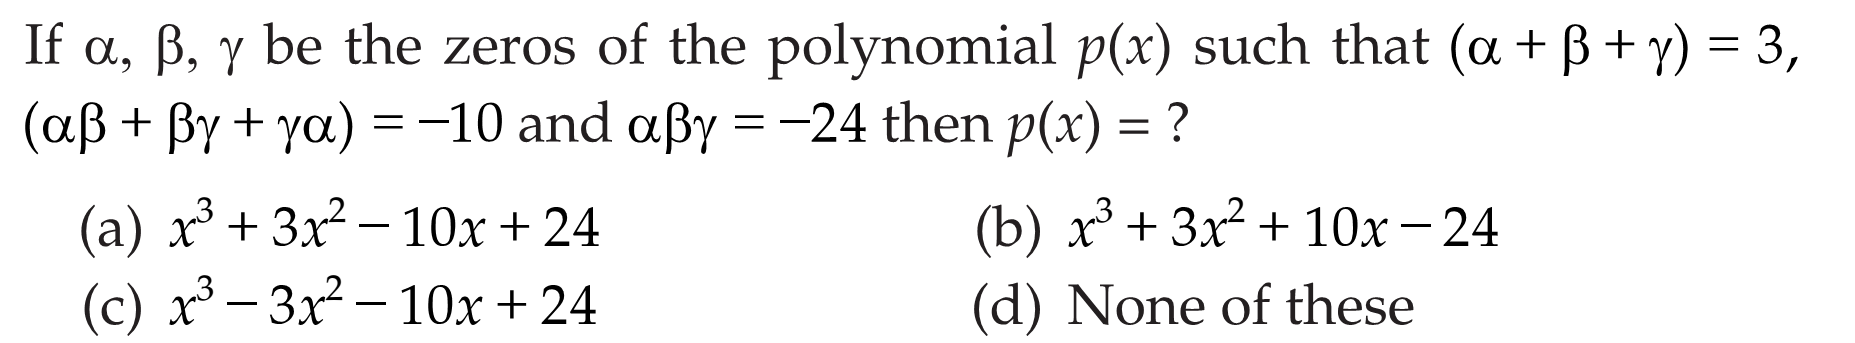 If α, β, γ be the zeros of the polynomial p(x) such that (α + β + γ) = 3,
(αβ + βγ + γα) = −10 and αβγ = −24 then p(x) = ?
(a) x³ + 3x² − 10x + 24 (b) x³ + 3x² + 10x − 24
(c) x³ − 3x² − 10x + 24 (d) None of these